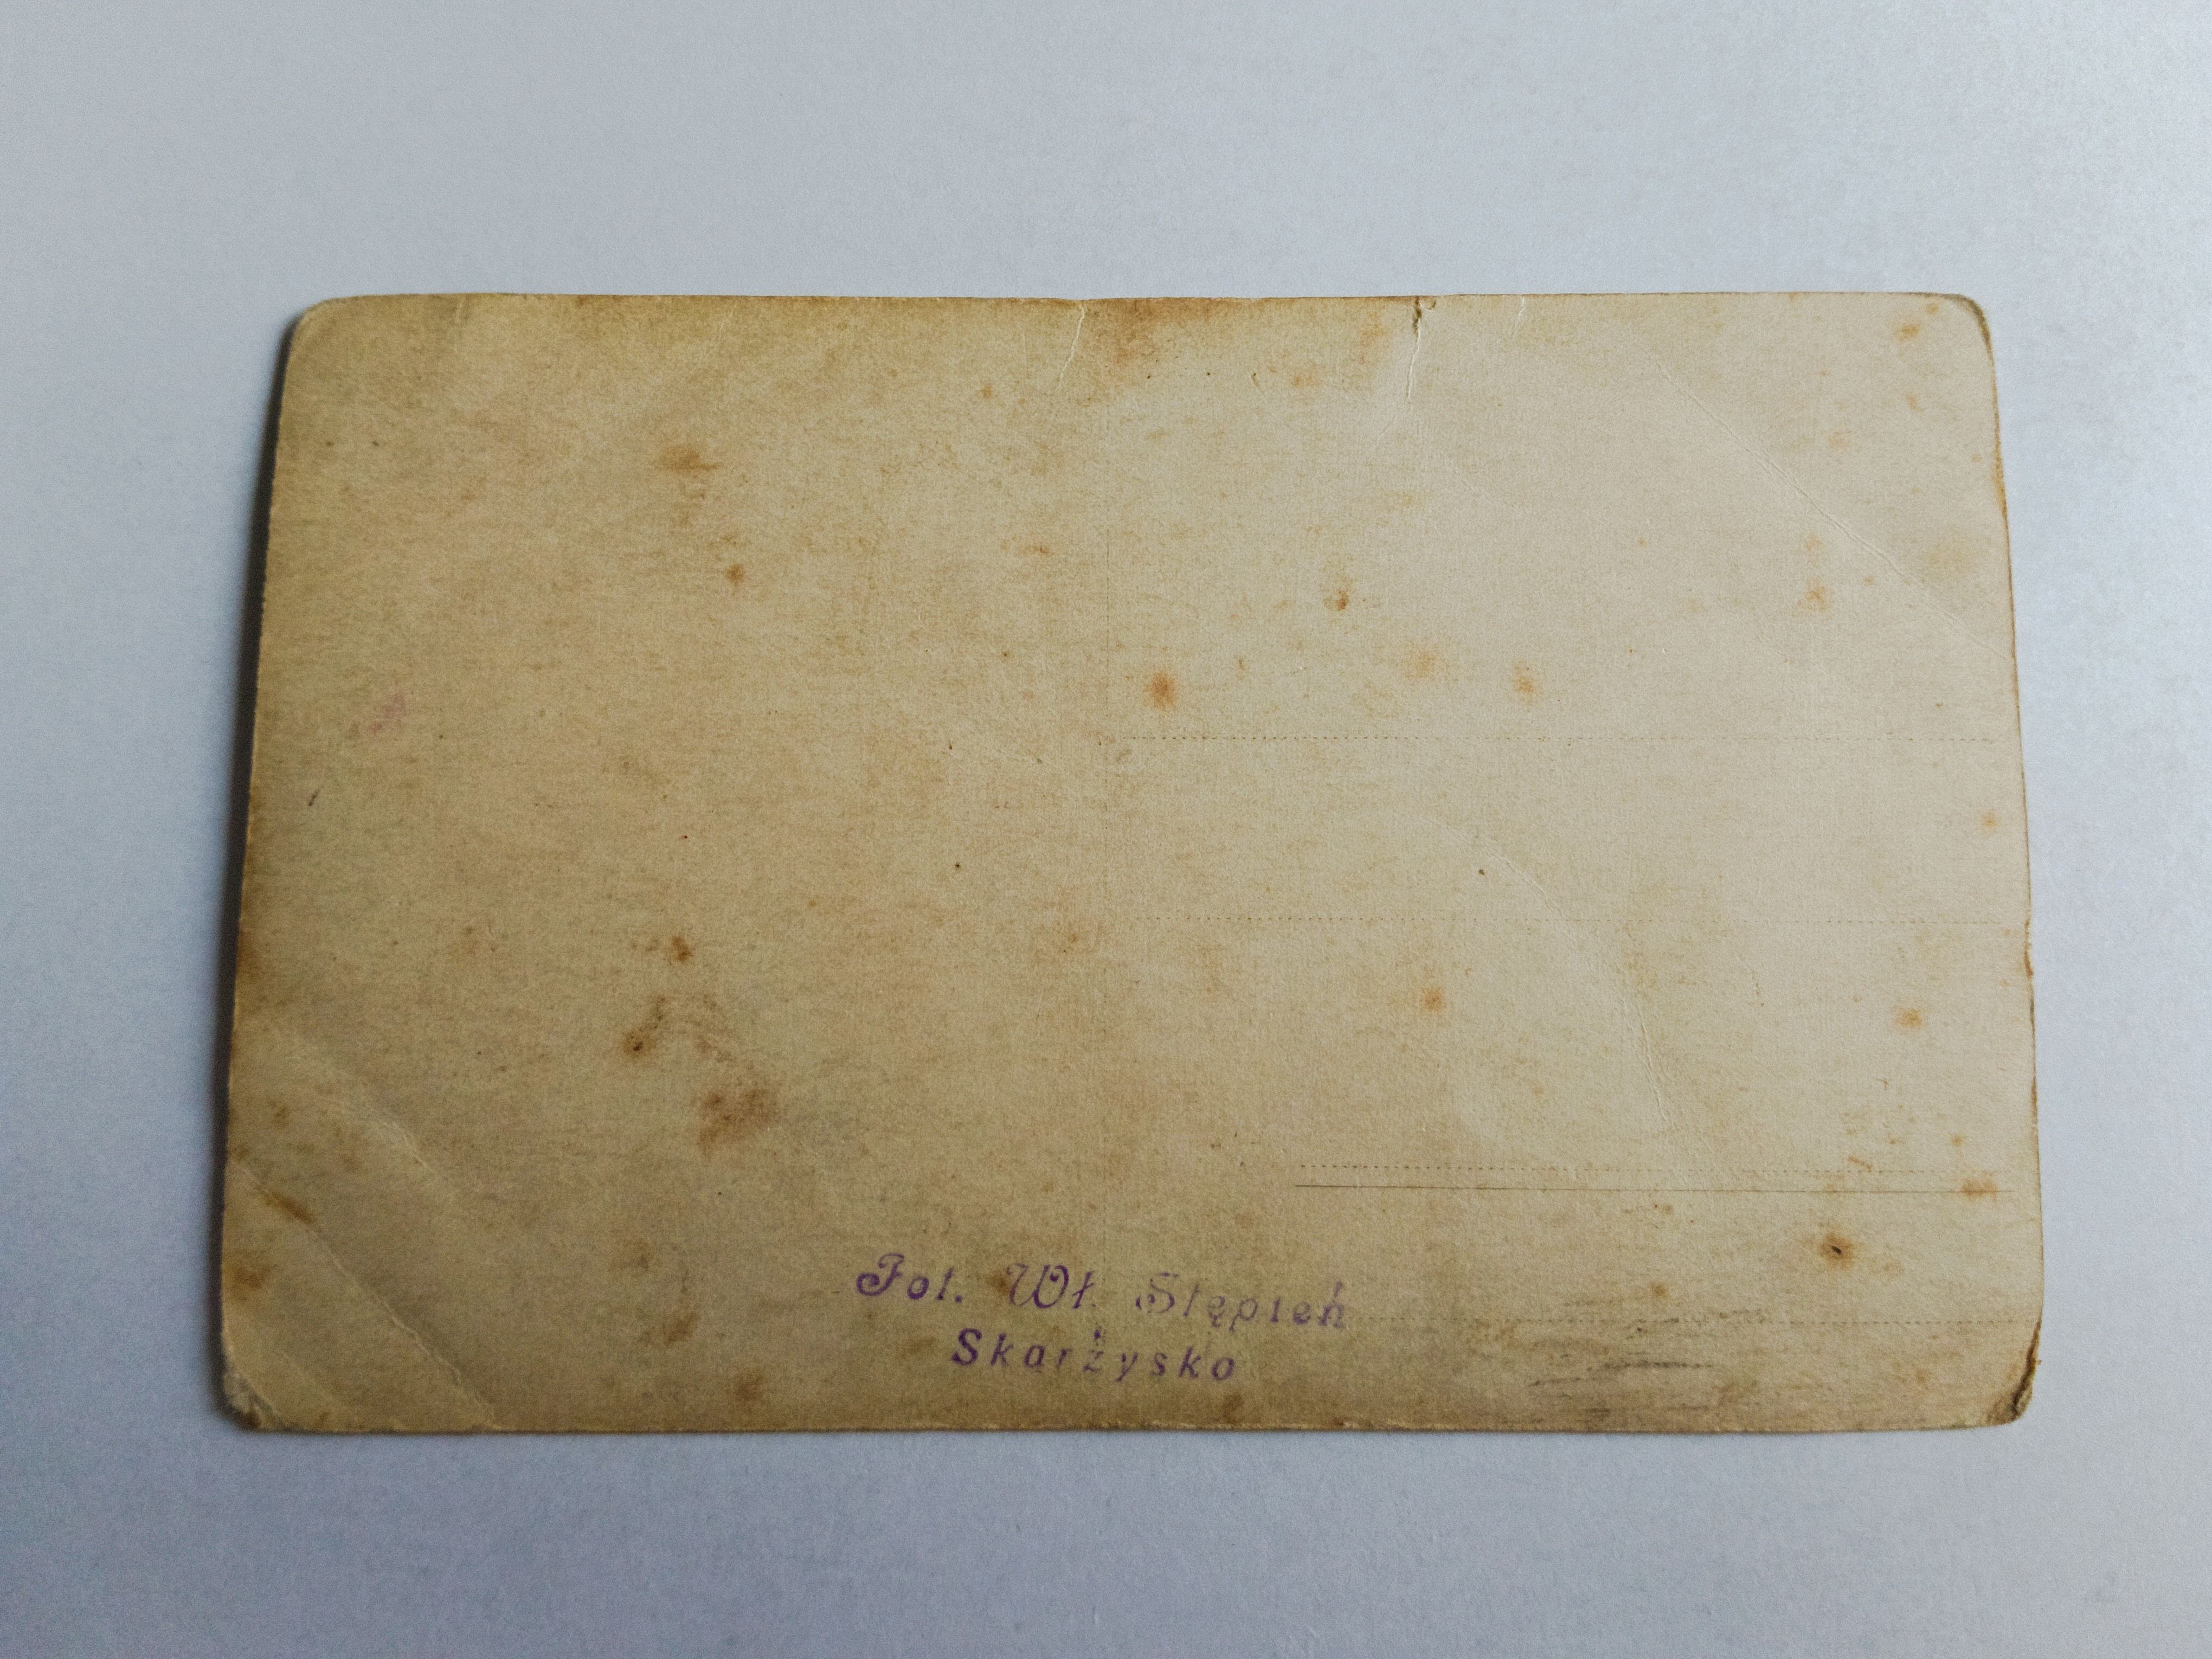 Fot. Wł. Stępień
Skarżysko